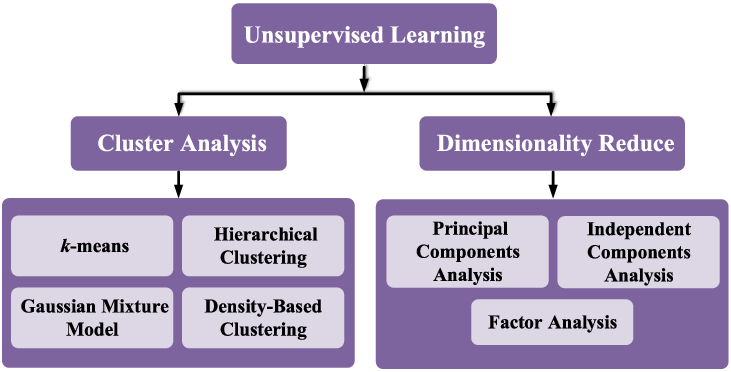 Unsupervised Learning
Cluster Analysis
Dimensionality Reduce
k-means
Hierarchical
Clustering
Gaussian Mixture
Model
Density-Based
Clustering
Principal
Components
Analysis
Independent
Components
Analysis
Factor Analysis